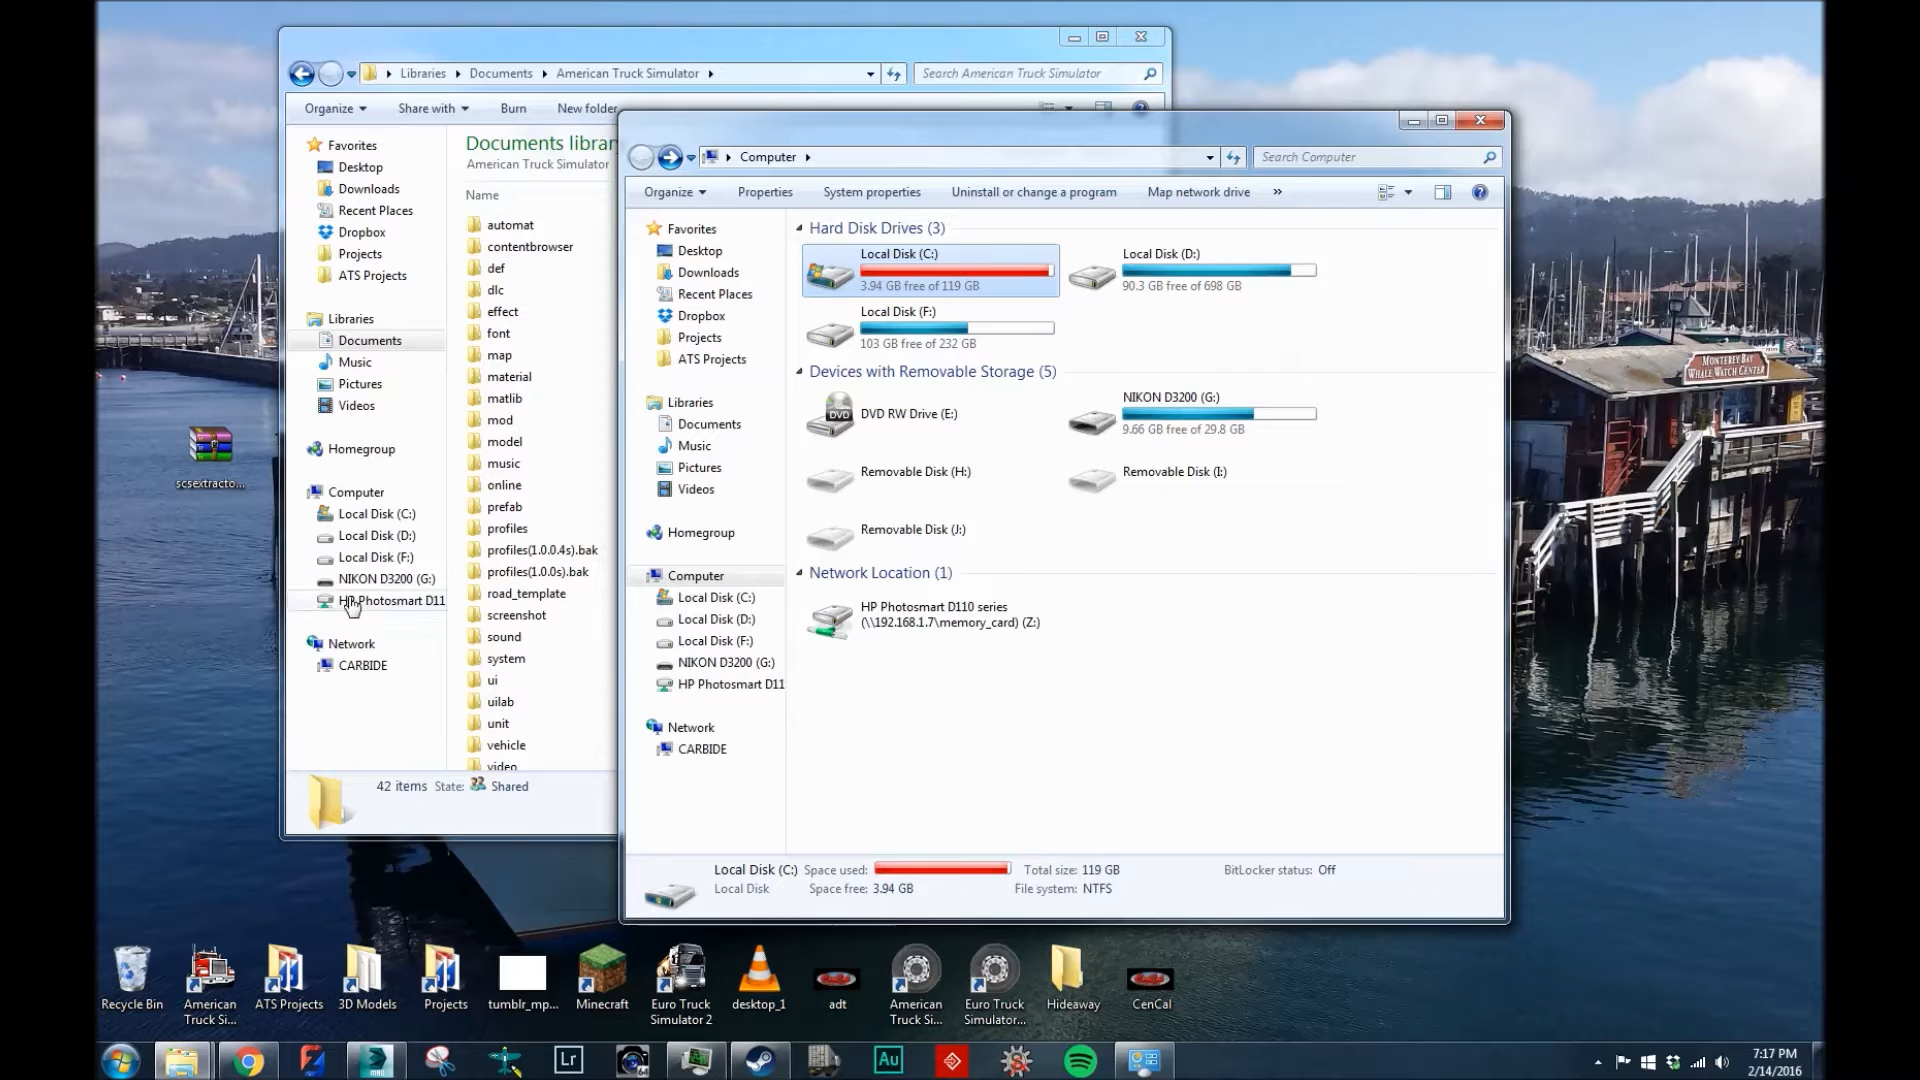 Libraries Documents American Truck Simulator
Search American Truck Simulator
Organize Share with Burn New folder
Favorites
Desktop
Downloads
Recent Places
Dropbox
Projects
ATS Projects
Libraries
Documents
Music
Pictures
Videos
Homegroup
Computer
Local Disk (C:)
Local Disk (D:)
Local Disk (F:)
NIKON D3200 (G:)
HP Photosmart D11
Network
CARBIDE
Documents librar
American Truck Simulator
Name
automat
contentbrowser
def
dlc
effect
font
map
material
matlib
mod
model
music
online
prefab
profiles
profiles(1.0.0.4s).bak
profiles(1.0.0s).bak
road_template
screenshot
sound
system
ui
uilab
unit
vehicle
video
42 items State: Shared
Computer
Search Computer
Organize Properties System properties Uninstall or change a program Map network drive »
Favorites
Desktop
Downloads
Recent Places
Dropbox
Projects
ATS Projects
Libraries
Documents
Music
Pictures
Videos
Homegroup
Computer
Local Disk (C:)
Local Disk (D:)
Local Disk (F:)
NIKON D3200 (G:)
HP Photosmart D11
Network
CARBIDE
Hard Disk Drives (3)
Local Disk (C:)
3.94 GB free of 119 GB
Local Disk (D:)
90.3 GB free of 698 GB
Local Disk (F:)
103 GB free of 232 GB
Devices with Removable Storage (5)
DVD
DVD RW Drive (E:)
NIKON D3200 (G:)
9.66 GB free of 29.8 GB
Removable Disk (H:)
Removable Disk (I:)
Removable Disk (J:)
Network Location (1)
HP Photosmart D110 series
(\\192.168.1.7\memory_card) (Z:)
Local Disk (C:) Space used: Total size: 119 GB BitLocker status: Off
Local Disk Space free: 3.94 GB File system: NTFS
scsextracto...
MONTEREY BAY
WHALE WATCH CENTER
Recycle Bin
American
Truck Si...
ATS Projects
3D Models
Projects
tumblr_mp...
Minecraft
Euro Truck
Simulator 2
desktop_1
adt
American
Truck Si...
Euro Truck
Simulator...
Hideaway
CenCal
Lr
Au
7:17 PM
2/14/2016